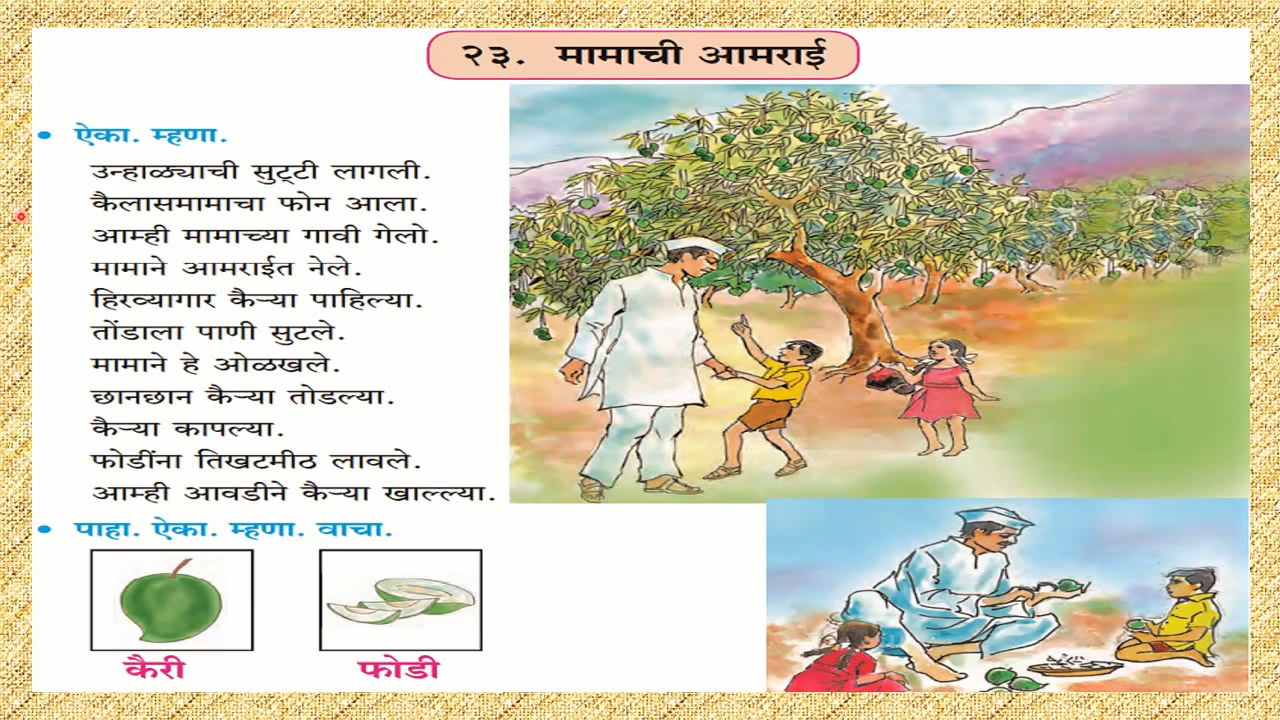 २३. मामाची आमराई
• ऐका. म्हणा.
उन्हाळ्याची सुट्टी लागली.
कैलासमामाचा फोन आला.
आम्ही मामाच्या गावी गेलो.
मामाने आमराईत नेले.
हिरव्यागार कैऱ्या पाहिल्या.
तोंडाला पाणी सुटले.
मामाने हे ओळखले.
छानछान कैऱ्या तोडल्या.
कैऱ्या कापल्या.
फोडींना तिखटमीठ लावले.
आम्ही आवडीने कैऱ्या खाल्ल्या.
• पाहा. ऐका. म्हणा. वाचा.
कैरी
फोडी